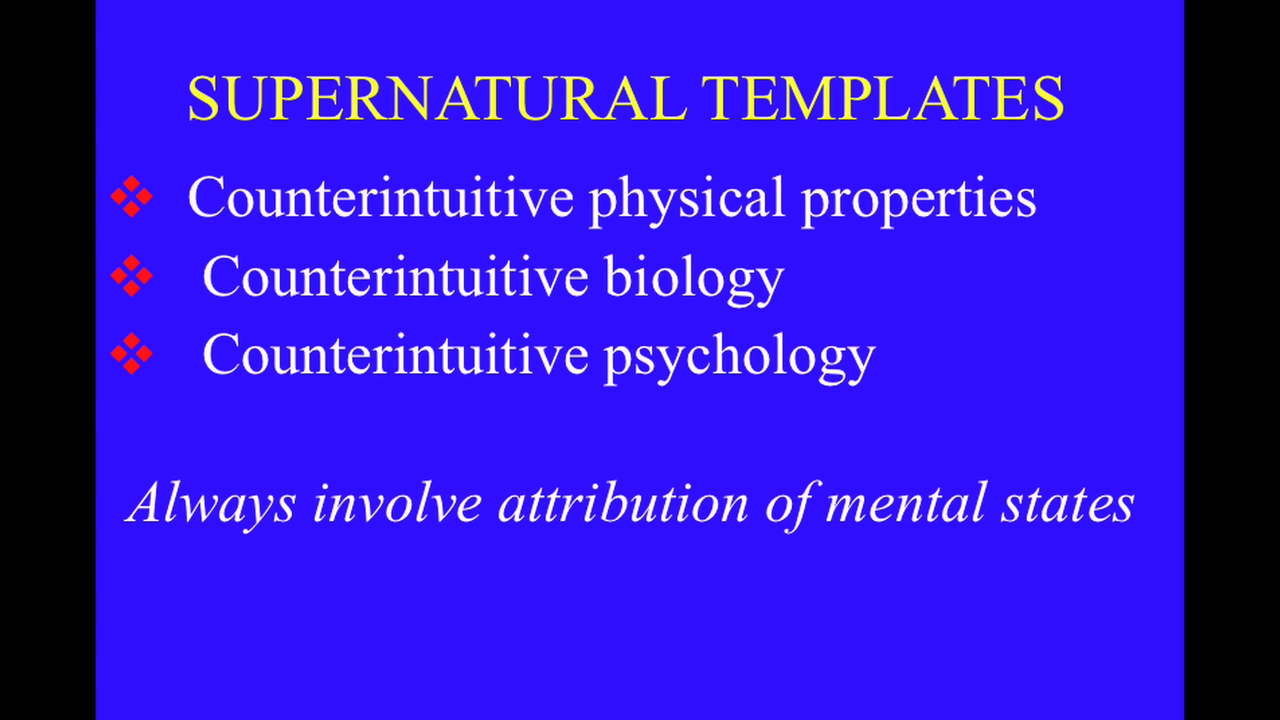 SUPERNATURAL TEMPLATES
Counterintuitive physical properties
Counterintuitive biology
Counterintuitive psychology
Always involve attribution of mental states